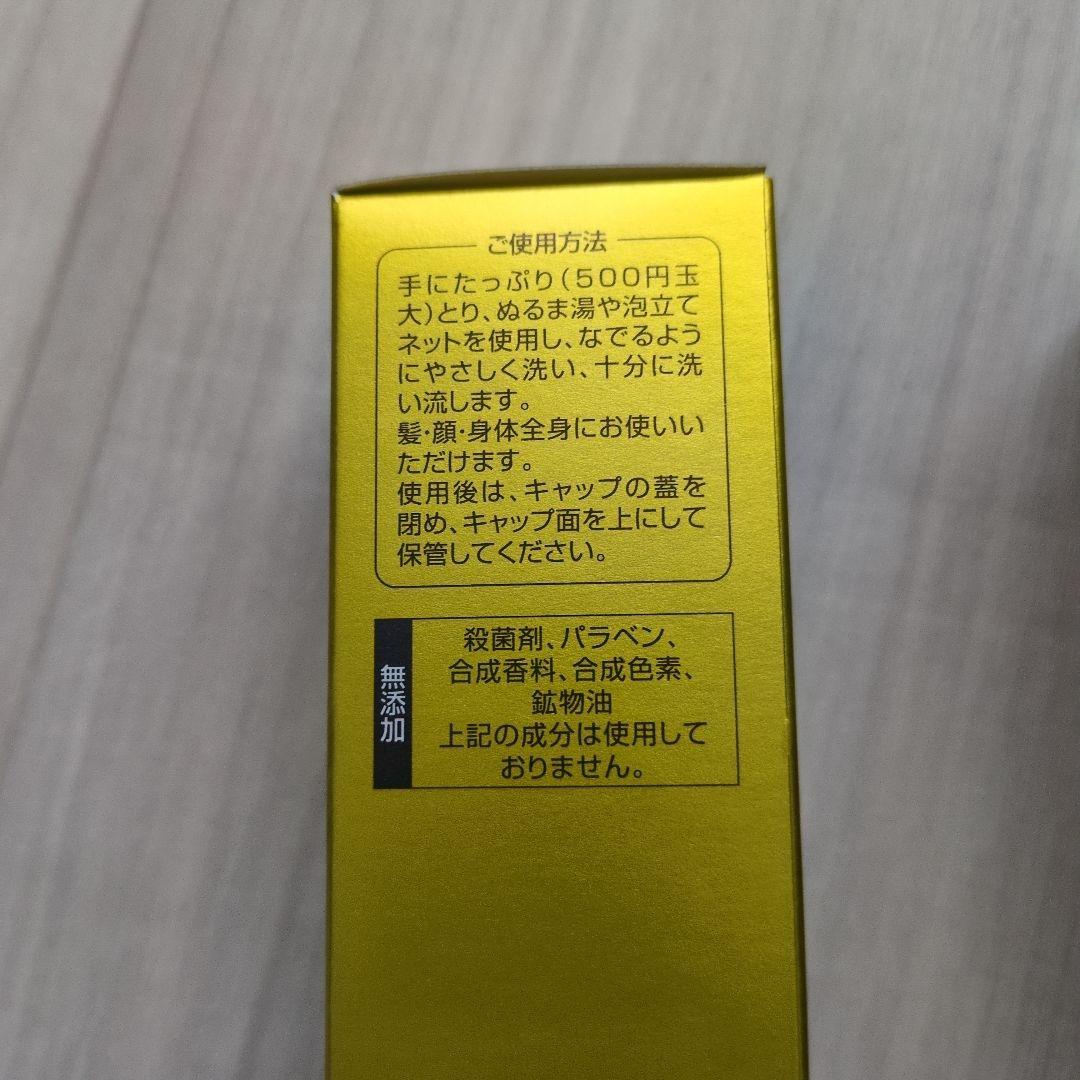 ご使用方法
手にたっぷり(500円玉
大)とり、ぬるま湯や泡立て
ネットを使用し、なでるよう
にやさしく洗い、十分に洗
い流します。
髪・顔・身体全身にお使いい
ただけます。
使用後は、キャップの蓋を
閉め、キャップ面を上にして
保管してください。
無添加
殺菌剤、パラベン、
合成香料、合成色素、
鉱物油
上記の成分は使用して
おりません。